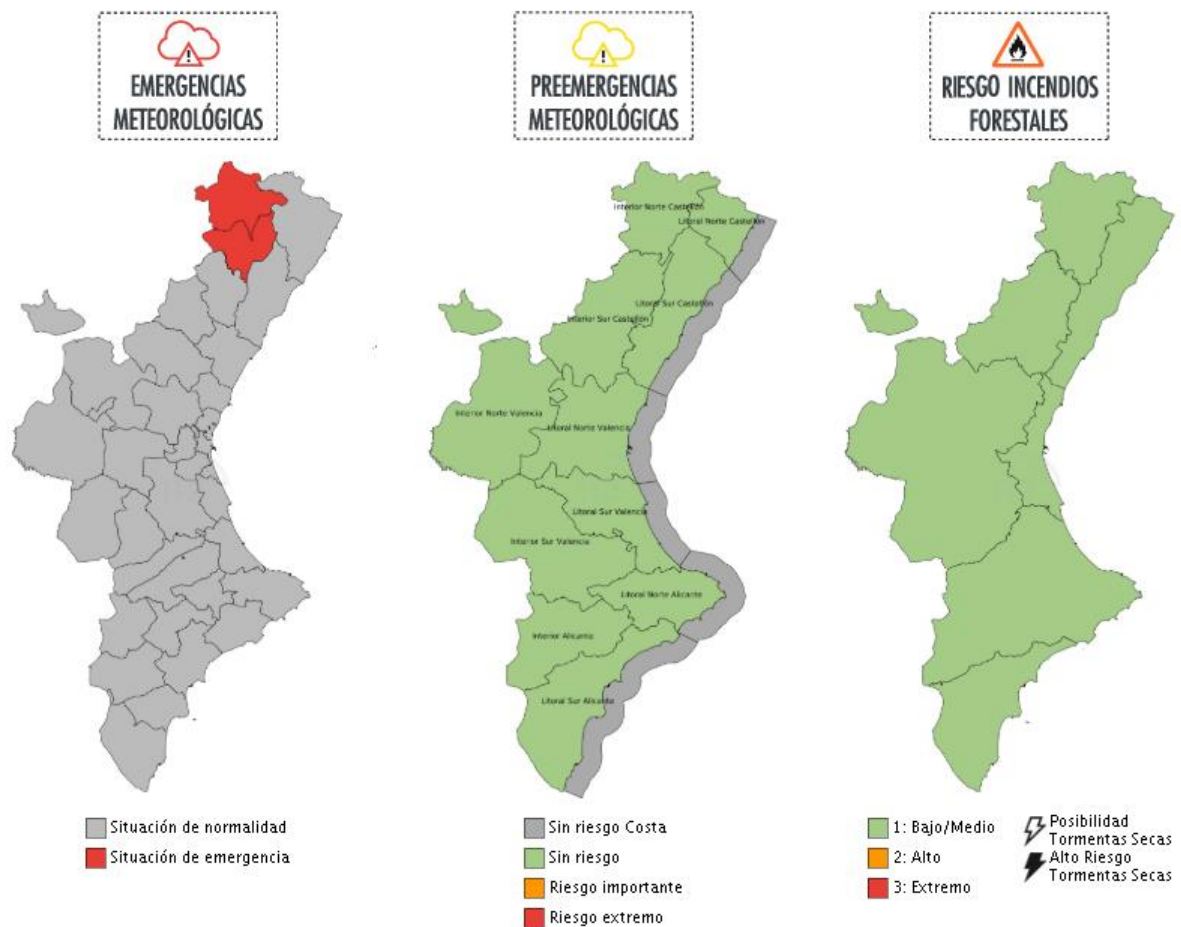 EMERGENCIAS
METEOROLÓGICAS
PREEMERGENCIAS
METEOROLÓGICAS
RIESGO INCENDIOS
FORESTALES
Interior Norte Castellón
Litoral Norte Castellón
Litoral Sur Castellón
Interior Sur Castellón
Interior Norte Valencia
Litoral Norte Valencia
Litoral Sur Valencia
Interior Sur Valencia
Litoral Norte Alicante
Interior Alicante
Litoral Sur Alicante
Situación de normalidad
Situación de emergencia
Sin riesgo Costa
Sin riesgo
Riesgo importante
Riesgo extremo
1: Bajo/Medio
2: Alto
3: Extremo
Posibilidad
Tormentas Secas
Alto Riesgo
Tormentas Secas